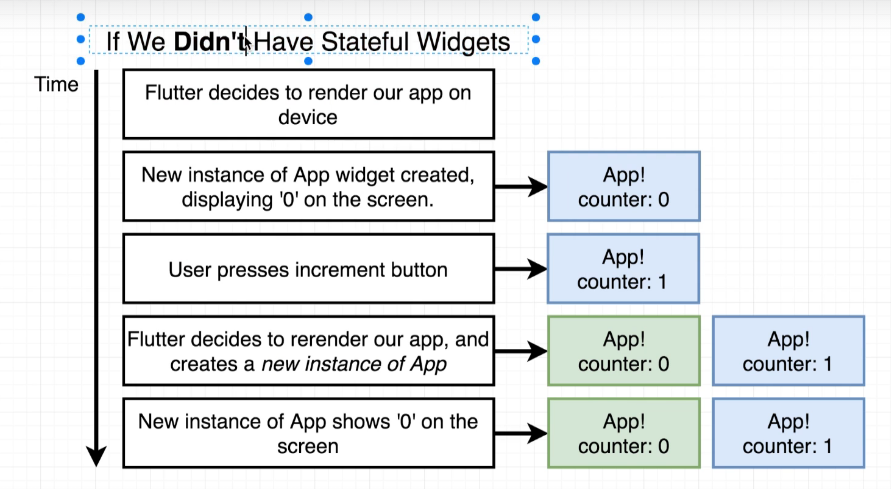 If We Didn't Have Stateful Widgets
Time
Flutter decides to render our app on
device
New instance of App widget created,
displaying '0' on the screen.
App!
counter: 0
User presses increment button
App!
counter: 1
Flutter decides to rerender our app, and
creates a new instance of App
App!
counter: 0
App!
counter: 1
New instance of App shows '0' on the
screen
App!
counter: 0
App!
counter: 1